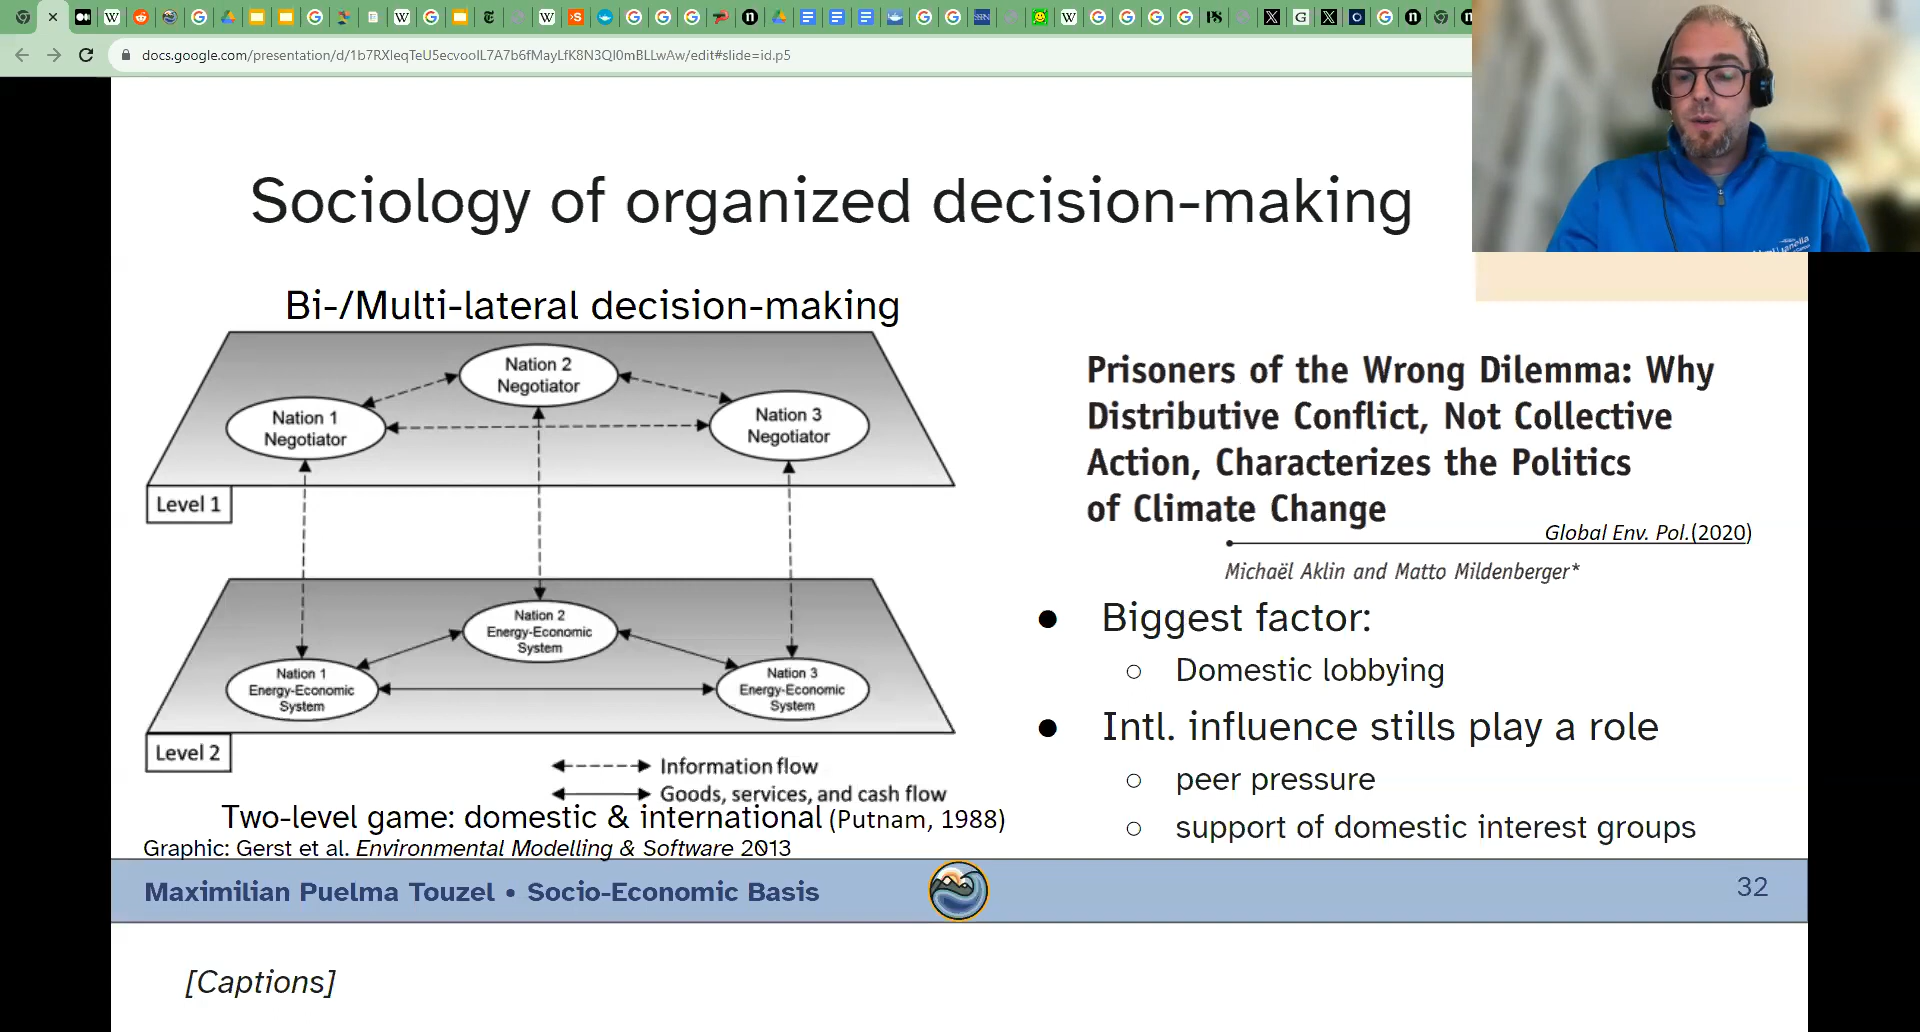 docs.google.com/presentation/d/1b7RXleqTeU5ecvoolL7A7b6fMayLfK8N3Ql0mBLLwAw/edit#slide=id.p5
Sociology of organized decision-making
Bi-/Multi-lateral decision-making
Nation 2
Negotiator
Nation 1
Negotiator
Nation 3
Negotiator
Level 1
Nation 2
Energy-Economic
System
Nation 1
Energy-Economic
System
Nation 3
Energy-Economic
System
Level 2
Information flow
Goods, services, and cash flow
Two-level game: domestic & international (Putnam, 1988)
Graphic: Gerst et al. Environmental Modelling & Software 2013
Prisoners of the Wrong Dilemma: Why
Distributive Conflict, Not Collective
Action, Characterizes the Politics
of Climate Change
Global Env. Pol.(2020)
Michaël Aklin and Matto Mildenberger*
● Biggest factor:
○ Domestic lobbying
● Intl. influence stills play a role
○ peer pressure
○ support of domestic interest groups
Maximilian Puelma Touzel • Socio-Economic Basis
32
[Captions]